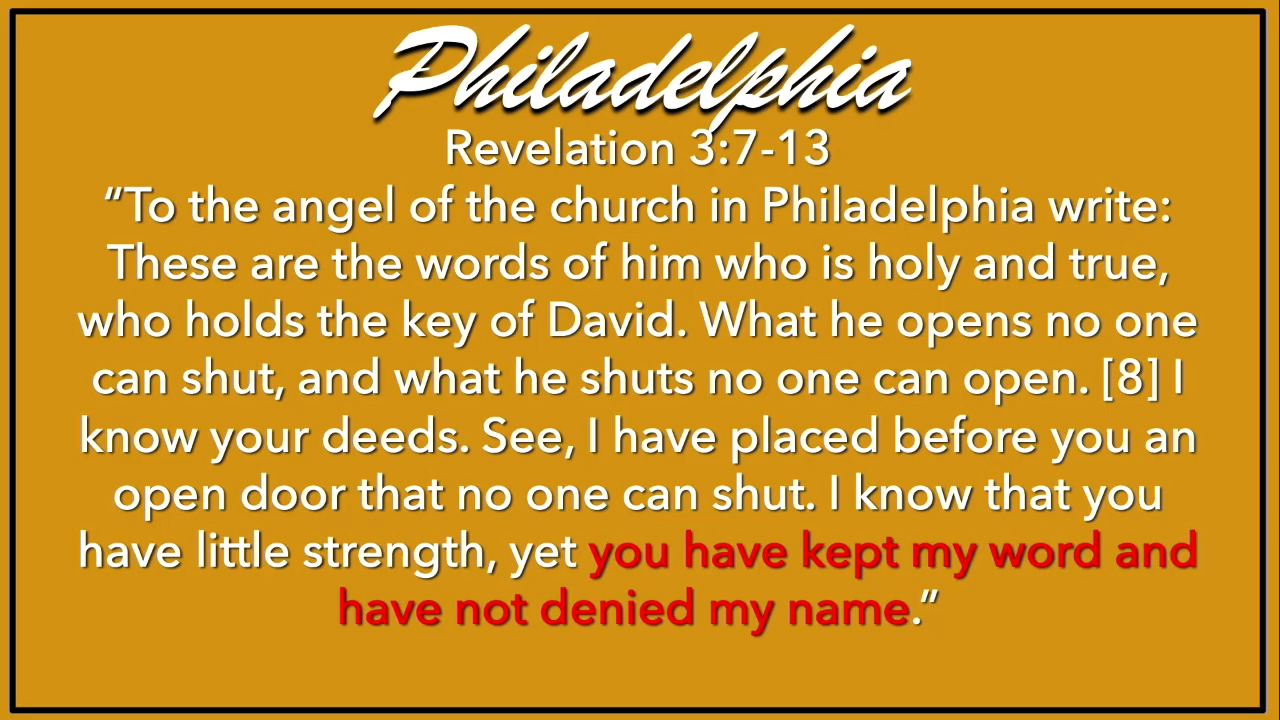 Philadelphia
Revelation 3:7-13
“To the angel of the church in Philadelphia write:
These are the words of him who is holy and true,
who holds the key of David. What he opens no one
can shut, and what he shuts no one can open. [8] I
know your deeds. See, I have placed before you an
open door that no one can shut. I know that you
have little strength, yet you have kept my word and
have not denied my name.”